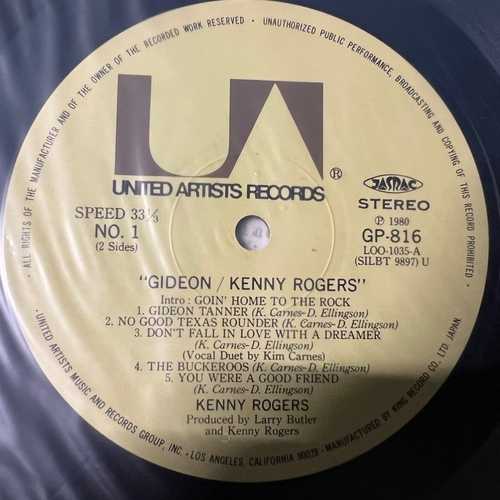 ALL RIGHTS OF THE MANUFACTURER AND OF THE OWNER OF THE RECORDED WORK RESERVED • UNAUTHORIZED PUBLIC PERFORMANCE, BROADCASTING AND COPYING OF THIS RECORD PROHIBITED •
UA
®
UNITED ARTISTS RECORDS
JASRAC
SPEED 33 1/3
STEREO
NO. 1
Ⓟ 1980
(2 Sides)
GP-816
LOO-1035-A
(SILBT 9897) U
"GIDEON / KENNY ROGERS"
Intro : GOIN' HOME TO THE ROCK
1. GIDEON TANNER (K. Carnes-D. Ellingson)
2. NO GOOD TEXAS ROUNDER (K. Carnes-D. Ellingson)
3. DON'T FALL IN LOVE WITH A DREAMER
(K. Carnes-D. Ellingson)
(Vocal Duet by Kim Carnes)
4. THE BUCKEROOS (K. Carnes-D. Ellingson)
5. YOU WERE A GOOD FRIEND
(K. Carnes-D. Ellingson)
KENNY ROGERS
Produced by Larry Butler
and Kenny Rogers
UNITED ARTISTS MUSIC AND RECORDS GROUP, INC. • LOS ANGELES, CALIFORNIA 90028 • MANUFACTURED BY KING RECORD CO. LTD. JAPAN.